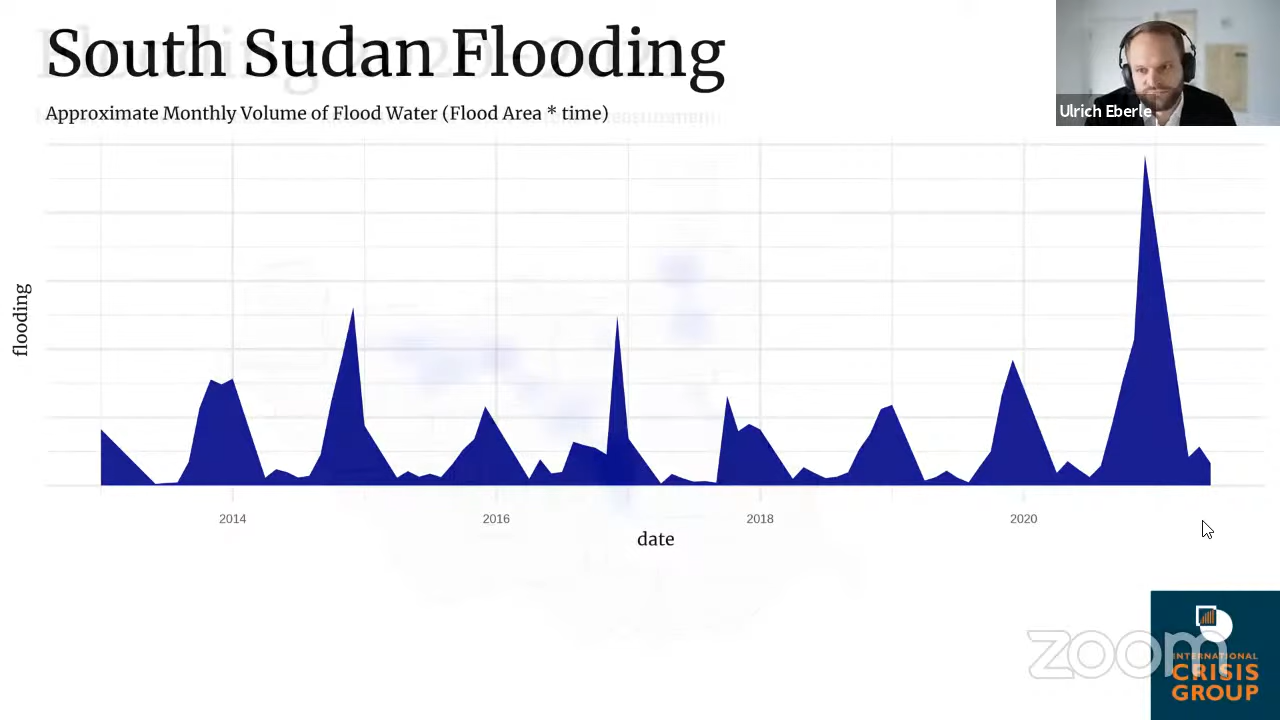 South Sudan Flooding
Approximate Monthly Volume of Flood Water (Flood Area * time)
Ulrich Eberle
flooding
2014
2016
2018
2020
date
zoom
INTERNATIONAL
CRISIS
GROUP